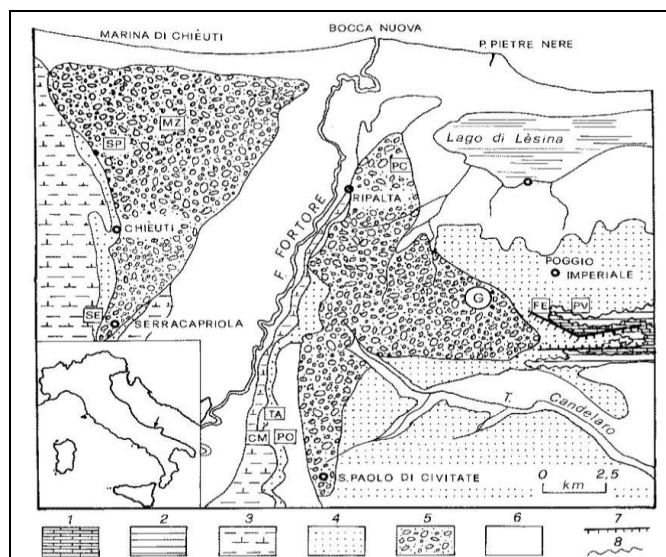 MARINA DI CHIÈUTI
BOCCA NUOVA
P. PIETRE NERE
SP
MZ
Lago di Lèsina
PC
RIPALTA
CHIÈUTI
F. FORTORE
POGGIO
IMPERIALE
G
FE
PV
SE
SERRACAPRIOLA
TA
CM
PO
T. Candelaro
S. PAOLO DI CIVITATE
0 km 2,5
1 2 3 4 5 6 7
8